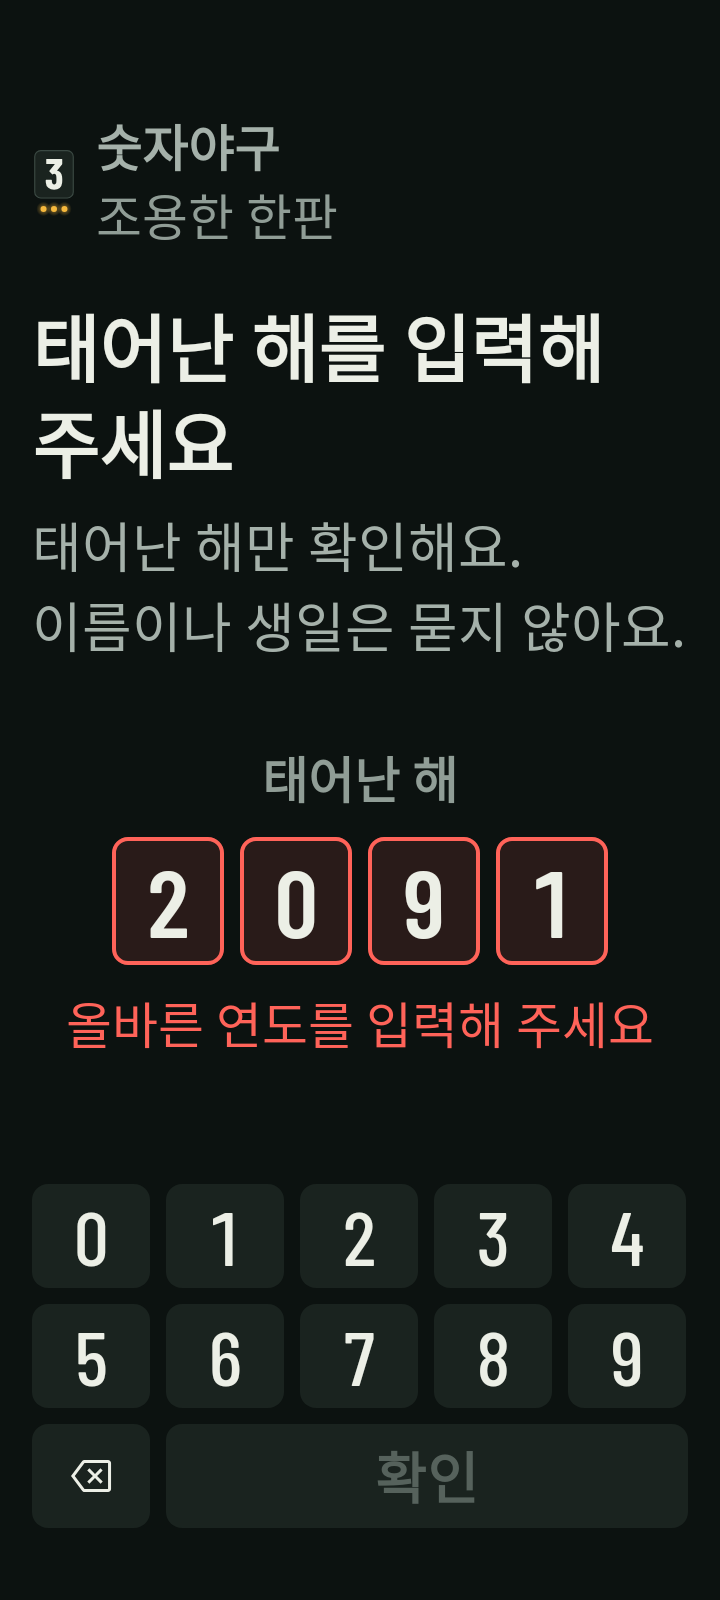 3
숫자야구
조용한 한판
태어난 해를 입력해
주세요
태어난 해만 확인해요.
이름이나 생일은 묻지 않아요.
태어난 해
2 0 9 1
올바른 연도를 입력해 주세요
0 1 2 3 4
5 6 7 8 9
확인